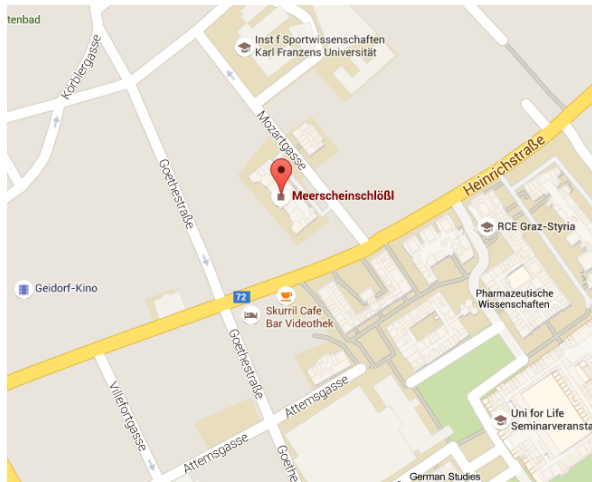 tenbad
Körblergasse
Inst f Sportwissenschaften
Karl Franzens Universität
Mozartgasse
Heinrichstraße
Goethestraße
Meerscheinschlößl
RCE Graz-Styria
Geidorf-Kino
72
Skurril Cafe
Bar Videothek
Pharmazeutische
Wissenschaften
Goethestraße
Villefortgasse
Attemsgasse
Attemsgasse
Goethe
Uni for Life
Seminarveransta
German Studies